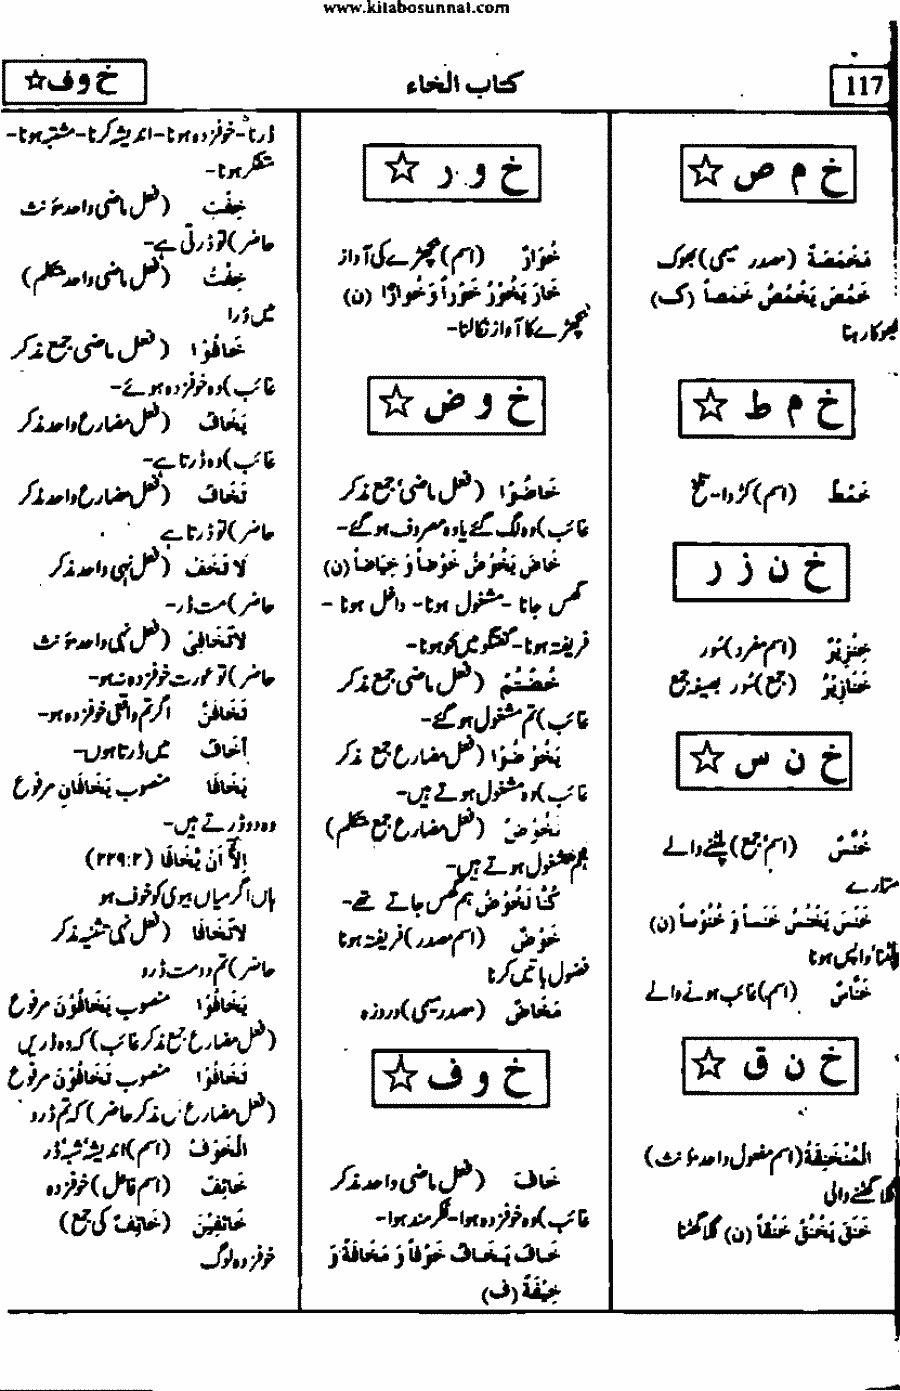 www.kitabosunnat.com
117
کتاب الخاء
خ و ف ☆
خ م ص ☆
مَخْمَصَةٌ (مصدر میمی) بھوک
خَمُصَ يَخْمُصُ خَمَصاً (ک)
بھوکا رہنا
خ م ط ☆
خَمْطٌ (اسم) کڑوا۔ تلخ
خ ن ز ر
خِنْزِيْرٌ (اسم مفرد) سُور
خَنَازِيْرُ (جمع) سُور بصیغہ جمع
خ ن س ☆
خُنَّسٌ (اسم جمع) پلٹنے والے
ستارے
خَنَسَ يَخْنُسُ خَنْساً وَ خُنُوْساً (ن)
پلٹنا، واپس ہونا
خَنَّاسٌ (اسم) غائب ہونے والے
خ ن ق ☆
الْمُنْخَنِقَةُ (اسم مفعول واحد مؤنث)
گلا گھٹنے والی
خَنَقَ يَخْنُقُ خَنْقاً (ن) گلا گھٹنا
خ و ر ☆
خُوَارٌ (اسم) بچھڑے کی آواز
خَارَ يَخُوْرُ خَوْراً وَ خُوَارًا (ن)
بچھڑے کا آواز نکالنا۔
خ و ض ☆
خَاضُوْا (فعل ماضی جمع مذکر
غائب) وہ لگ گئے یا وہ مصروف ہو گئے۔
خَاضَ يَخُوْضُ خَوْضاً وَ خِيَاضاً (ن)
گھس جانا ۔ مشغول ہونا ۔ داخل ہونا ۔
فریفتہ ہونا۔ گفتگو میں محو ہونا۔
خُضْتُمْ (فعل ماضی جمع مذکر
غائب) تم مشغول ہو گئے۔
يَخُوْضُوْا (فعل مضارع جمع مذکر
غائب) وہ مشغول ہوتے ہیں۔
نَخُوْضُ (فعل مضارع جمع متکلم)
ہم مشغول ہوتے ہیں۔
كُنَّا نَخُوْضُ ہم گھس جاتے تھے۔
خَوْضٌ (اسم مصدر) فریفتہ ہونا
فضول باتیں کرنا
مَخَاضٌ (مصدر میمی) دردِزہ
خ و ف ☆
خَافَ (فعل ماضی واحد مذکر
غائب) وہ خوفزدہ ہوا۔ فکر مند ہوا۔
خَافَ يَخَافُ خَوْفاً وَ مَخَافَةً وَ
خِيْفَةً (ف)
ڈرنا۔ خوفزدہ ہونا۔ اندیشہ کرنا۔ مشتبہ ہونا۔
متفکر ہونا۔
خِفْتِ (فعل ماضی واحد مؤنث
حاضر) تو ڈرتی ہے۔
خِفْتُ (فعل ماضی واحد متکلم)
میں ڈرا
خَافُوْا (فعل ماضی جمع مذکر
غائب) وہ خوفزدہ ہوئے۔
يَخَافُ (فعل مضارع واحد مذکر
غائب) وہ ڈرتا ہے۔
تَخَافُ (فعل مضارع واحد مذکر
حاضر) تو ڈرتا ہے
لَا تَخَفْ (فعل نہی واحد مذکر
حاضر) مت ڈر۔
لَاتَخَافِیْ (فعل نہی واحد مؤنث
حاضر) تو عورت خوفزدہ نہ ہو۔
تَخَافَنَّ اگر تم واقعی خوفزدہ ہو۔
اَخَافُ میں ڈرتا ہوں۔
يَخَافَا منصوب يَخَافَانِ مرفوع
وہ دو ڈرتے ہیں۔
اِلَّا اَنْ يَّخَافَا (۲:۲۲۹)
ہاں اگر میاں بیوی کو خوف ہو
لَاتَخَافَا (فعل نہی تثنیہ مذکر
حاضر) تم دو مت ڈرو
يَخَافُوْا منصوب يَخَافُوْنَ مرفوع
(فعل مضارع جمع مذکر غائب) کہ وہ ڈریں
تَخَافُوْا منصوب تَخَافُوْنَ مرفوع
(فعل مضارع مذکر حاضر) کہ تم ڈرو
الْخَوْفُ (اسم) اندیشہ، شبہ، ڈر
خَائِفٌ (اسم فاعل) خوفزدہ
خَائِفِيْنَ (خَائِفٌ کی جمع)
خوفزدہ لوگ